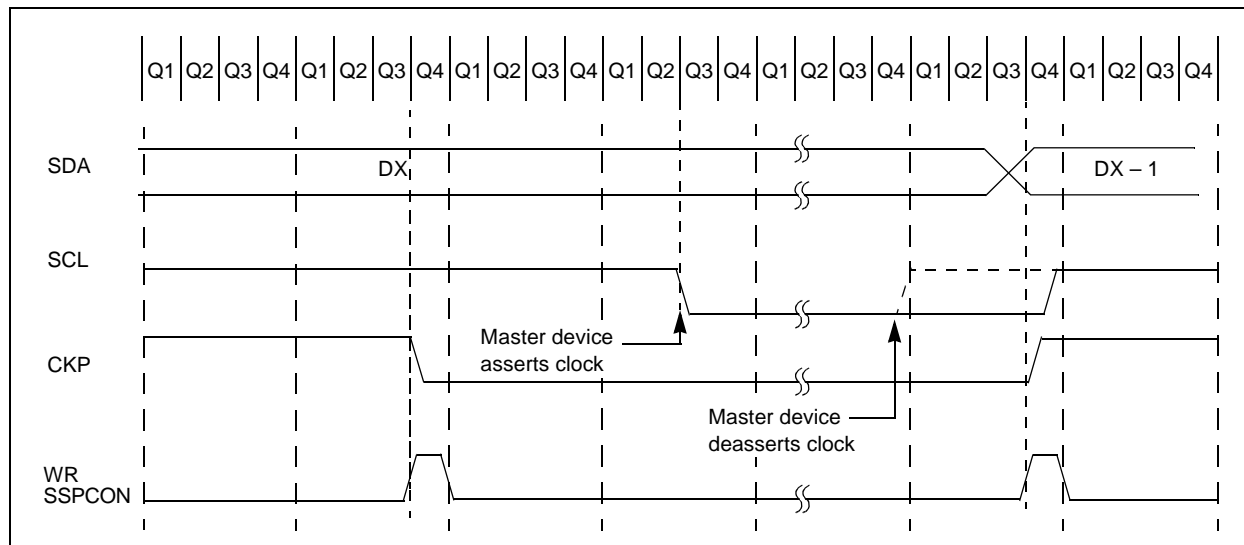 Q1 Q2 Q3 Q4 Q1 Q2 Q3 Q4 Q1 Q2 Q3 Q4 Q1 Q2 Q3 Q4 Q1 Q2 Q3 Q4 Q1 Q2 Q3 Q4 Q1 Q2 Q3 Q4
SDA
DX
DX – 1
SCL
Master device
asserts clock
CKP
Master device
deasserts clock
WR
SSPCON